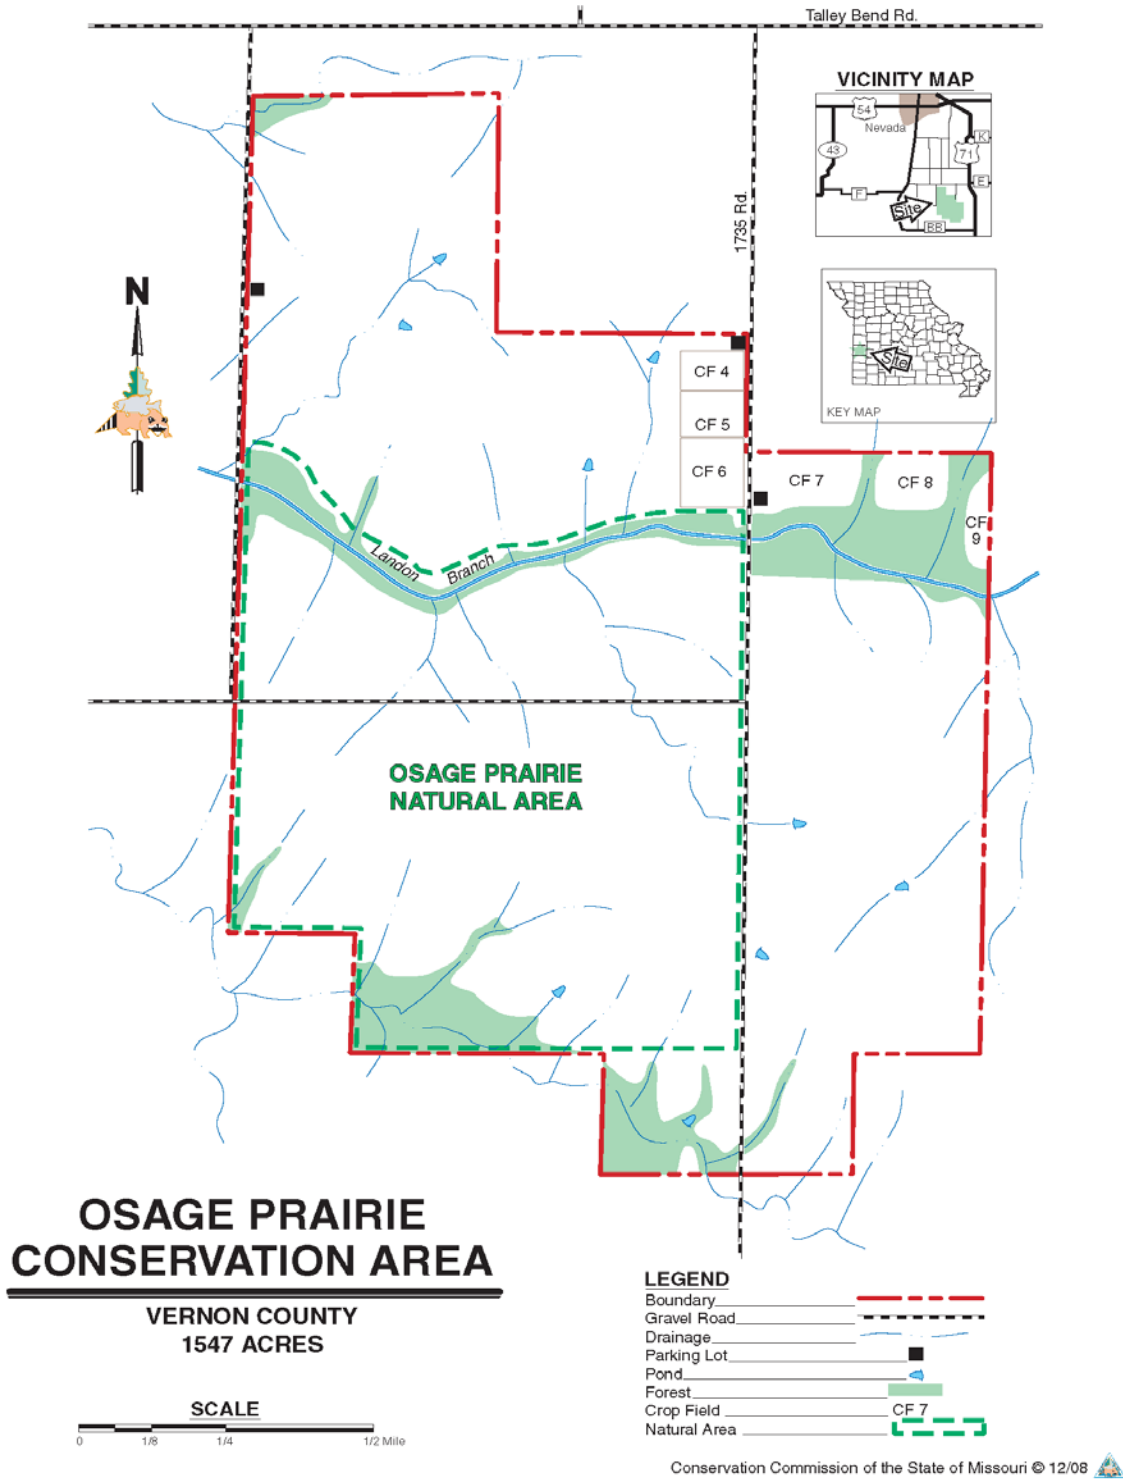 Talley Bend Rd.
VICINITY MAP
54
Nevada
43
K
71
E
F
Site
BB
1735 Rd.
N
Site
KEY MAP
CF 4
CF 5
CF 6
CF 7
CF 8
CF
9
Landon
Branch
OSAGE PRAIRIE
NATURAL AREA
OSAGE PRAIRIE
CONSERVATION AREA
VERNON COUNTY
1547 ACRES
SCALE
0 1/8 1/4 1/2 Mile
LEGEND
Boundary
Gravel Road
Drainage
Parking Lot
Pond
Forest
Crop Field CF 7
Natural Area
Conservation Commission of the State of Missouri © 12/08